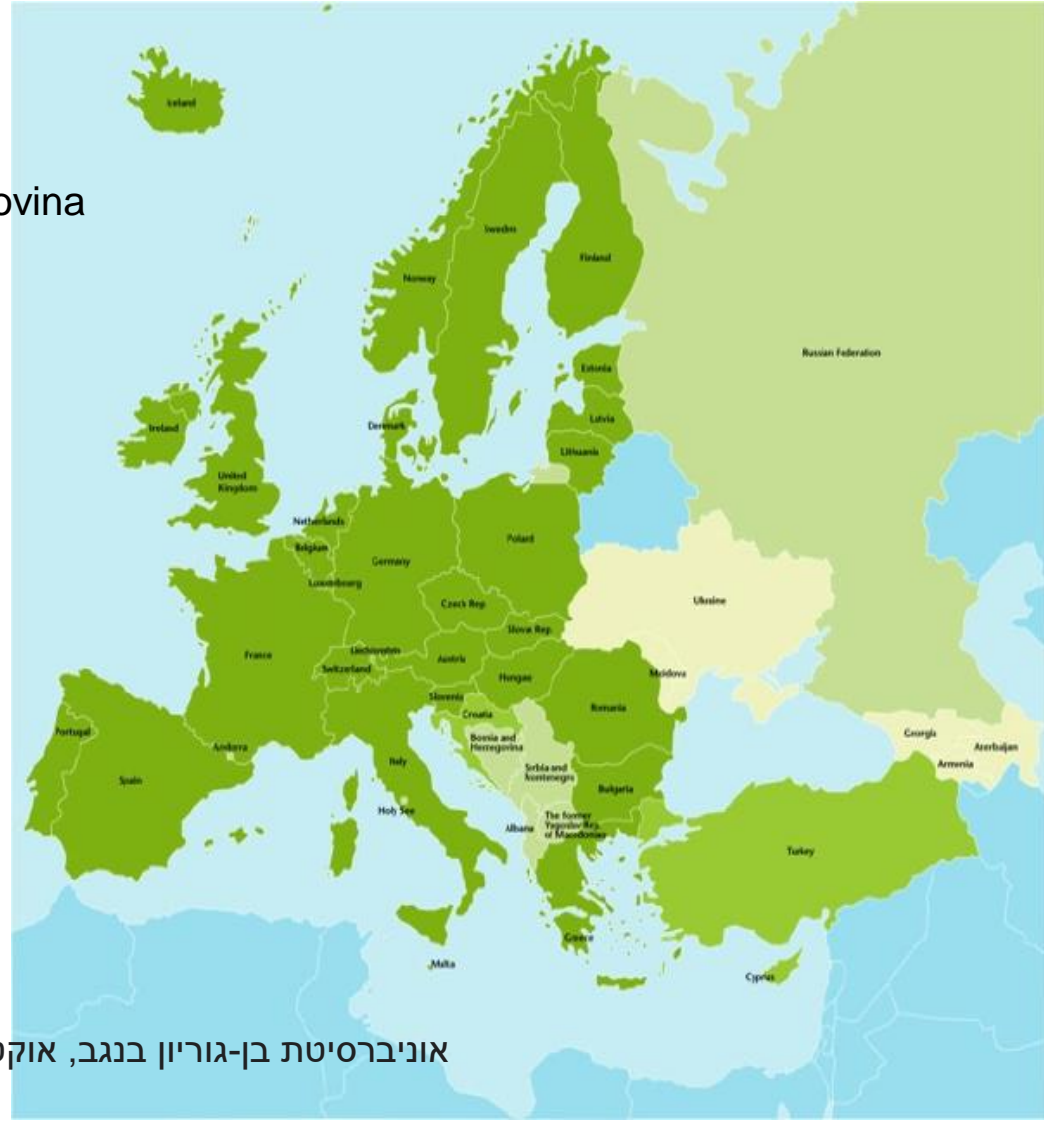 Iceland
ovina
Sweden
Finland
Norway
Russian Federation
Estonia
Latvia
Denmark
Ireland
Lithuania
United
Kingdom
Netherlands
Poland
Belgium
Germany
Luxembourg
Czech Rep.
Ukraine
Slovak Rep.
France
Liechtenstein
Austria
Switzerland
Hungary
Moldova
Slovenia
Romania
Croatia
Portugal
Bosnia and
Herzegovina
Georgia
Andorra
Azerbaijan
Italy
Armenia
Spain
Serbia and
Montenegro
Bulgaria
Holy See
The former
Yugoslav Rep.
of Macedonia
Albania
Turkey
Greece
Malta
Cyprus
אוניברסיטת בן-גוריון בנגב, אוק